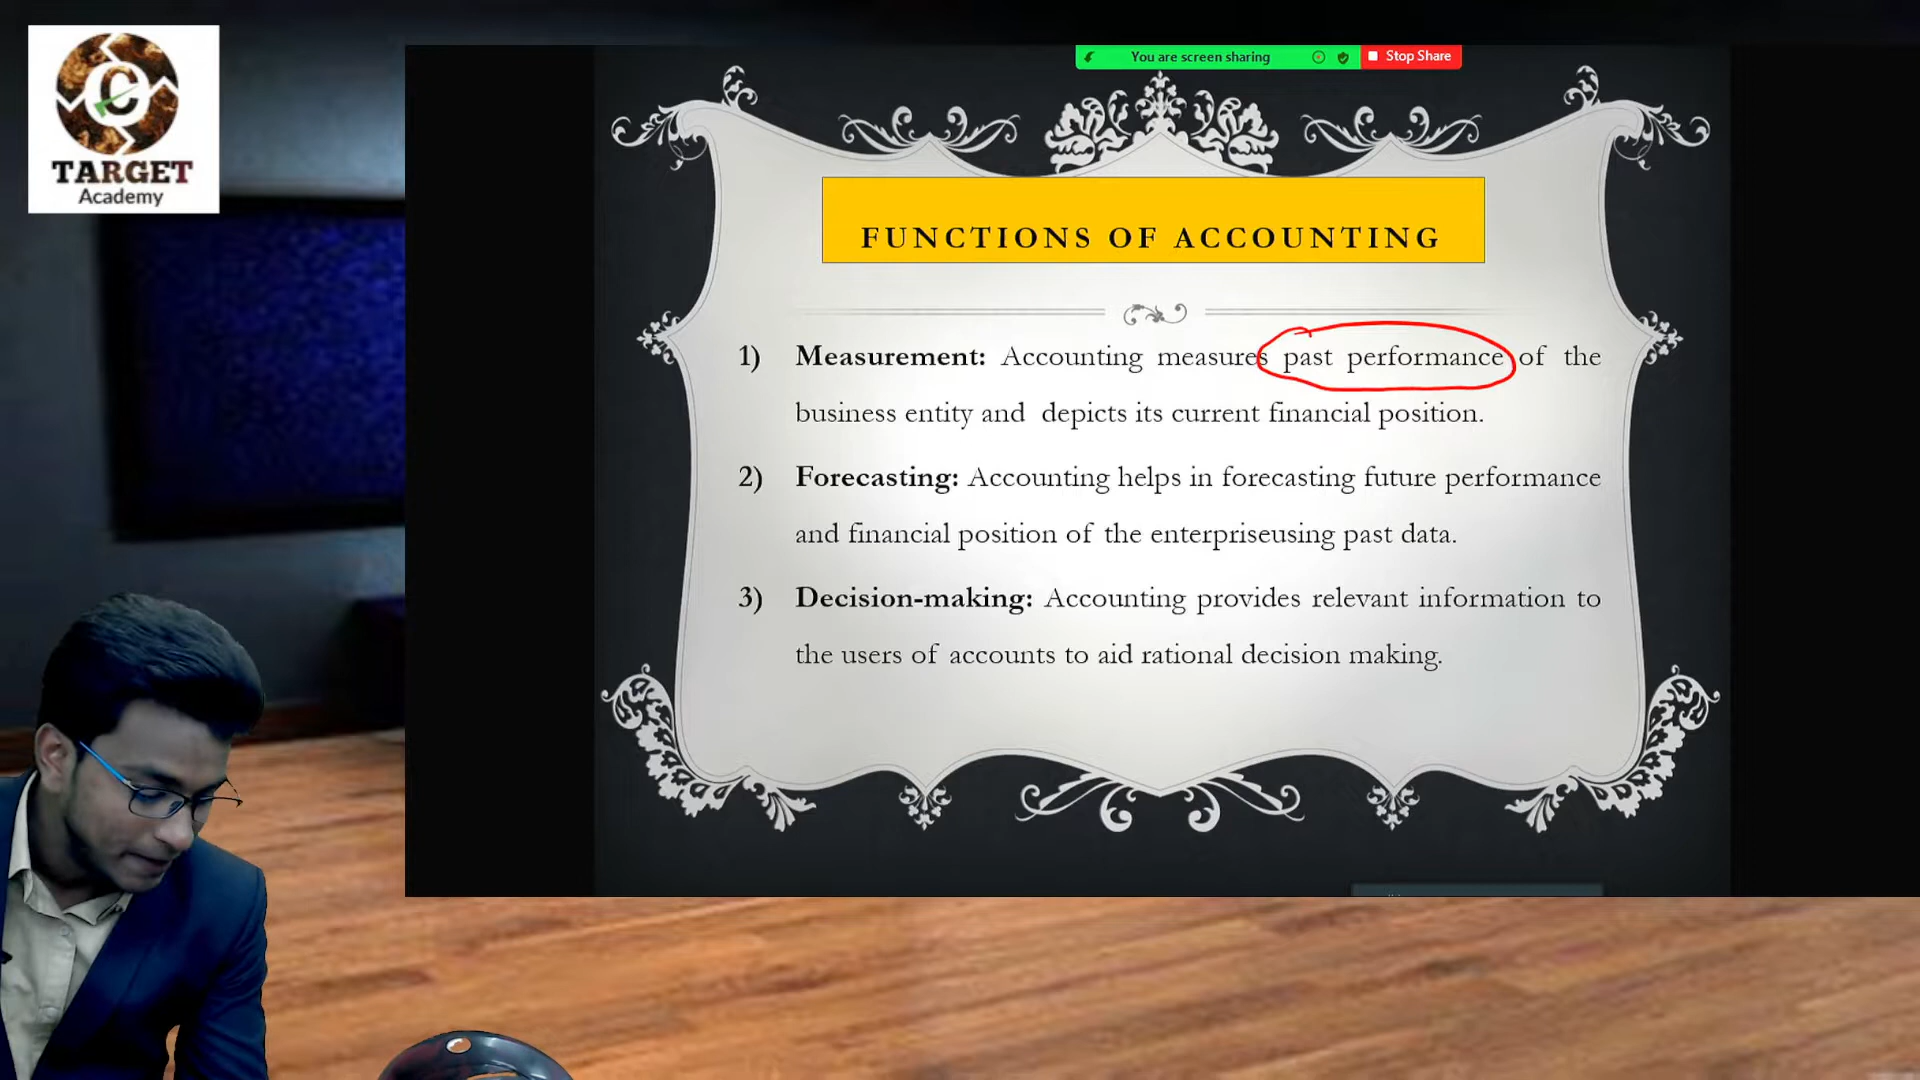 TARGET
Academy
You are screen sharing
Stop Share
FUNCTIONS OF ACCOUNTING
1) Measurement: Accounting measures past performance of the
business entity and depicts its current financial position.
2) Forecasting: Accounting helps in forecasting future performance
and financial position of the enterpriseusing past data.
3) Decision-making: Accounting provides relevant information to
the users of accounts to aid rational decision making.